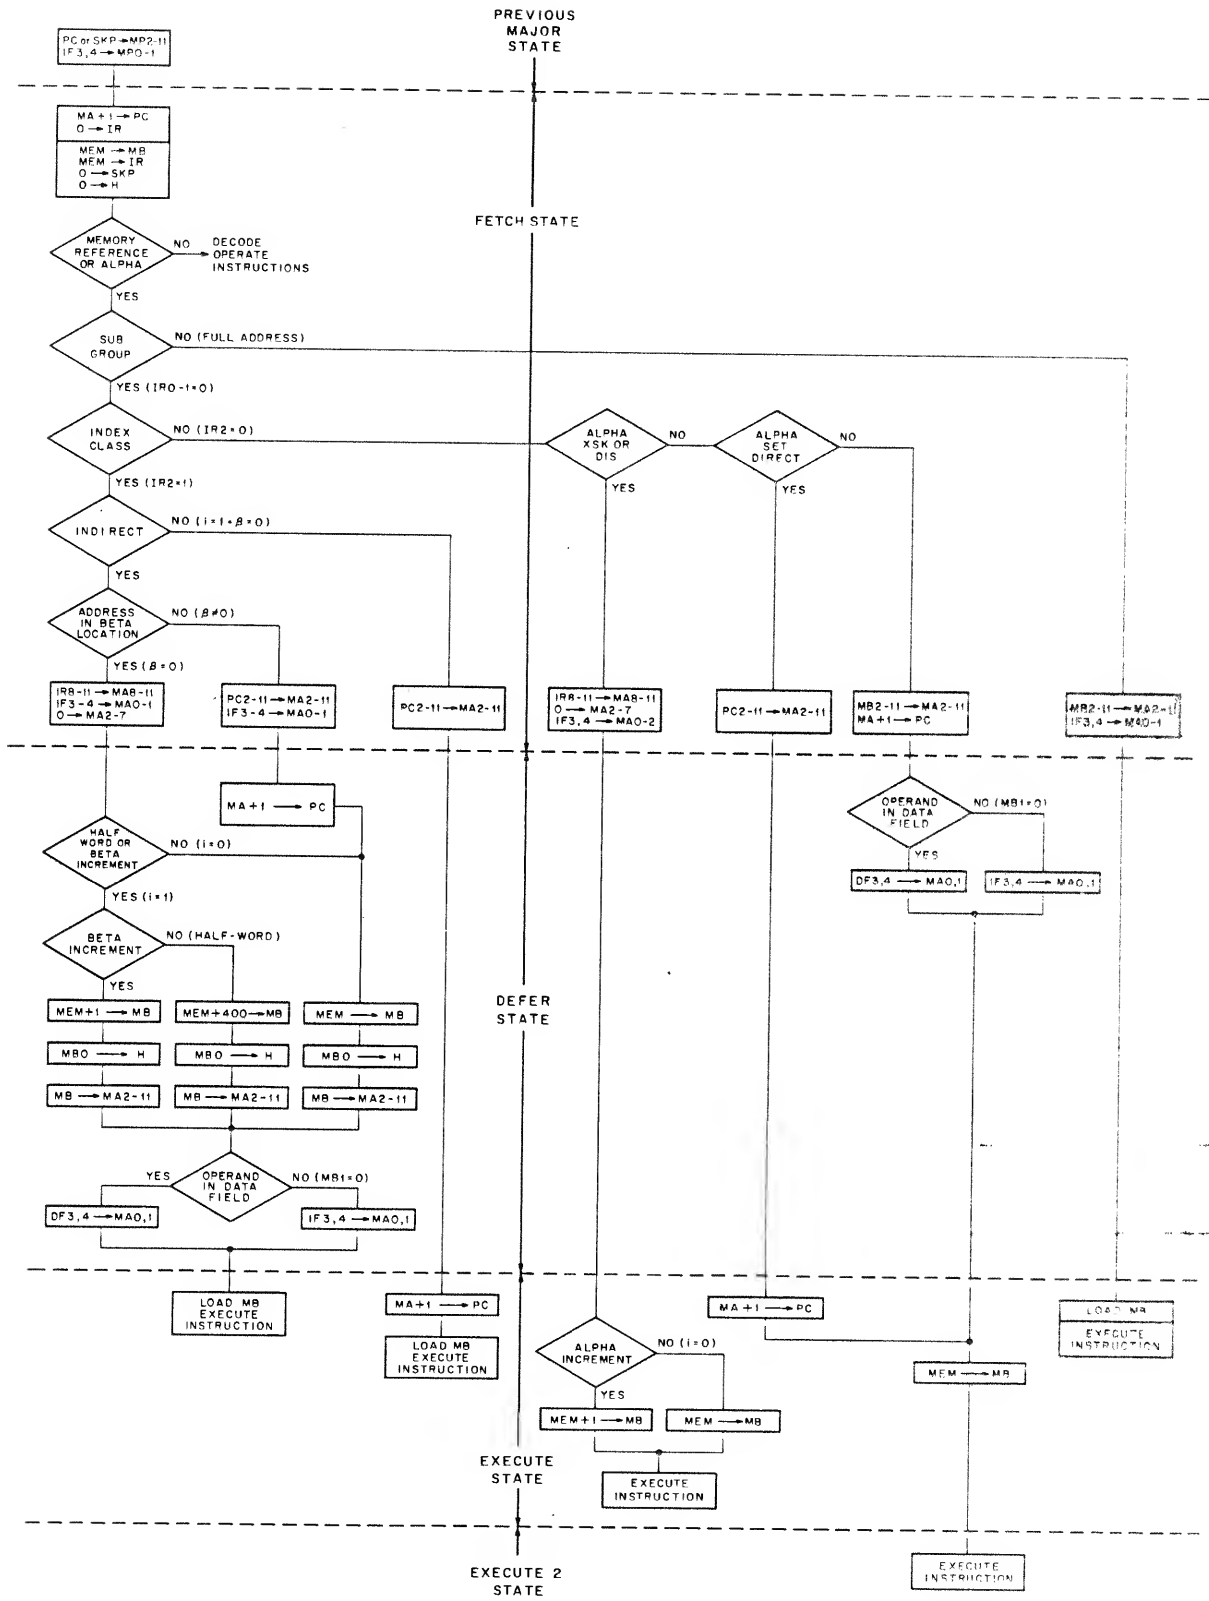 PREVIOUS
MAJOR
STATE
PC or SKP→MP2-11
IF3,4→MP0-1
MA+1→PC
0→IR
MEM→MB
MEM→IR
0→SKP
0→H
FETCH STATE
MEMORY
REFERENCE
OR ALPHA
NO
DECODE
OPERATE
INSTRUCTIONS
YES
SUB
GROUP
NO (FULL ADDRESS)
YES (IR0-1=0)
INDEX
CLASS
NO (IR2=0)
ALPHA
XSK OR
DIS
NO
ALPHA
SET
DIRECT
NO
YES (IR2=1)
YES
YES
INDIRECT
NO (i=1+β=0)
YES
ADDRESS
IN BETA
LOCATION
NO (β≠0)
YES (β=0)
IR8-11→MA8-11
IF3-4→MA0-1
0→MA2-7
PC2-11→MA2-11
IF3-4→MA0-1
PC2-11→MA2-11
IR8-11→MA8-11
0→MA2-7
IF3,4→MA0-2
PC2-11→MA2-11
MB2-11→MA2-11
MA+1→PC
MB2-11→MA2-11
IF3,4→MA0-1
MA+1→PC
OPERAND
IN DATA
FIELD
NO (MB1=0)
YES
DF3,4→MA0,1
IF3,4→MA0,1
HALF
WORD OR
BETA
INCREMENT
NO (i=0)
YES (i=1)
BETA
INCREMENT
NO (HALF-WORD)
YES
DEFER
STATE
MEM+1→MB
MEM+400→MB
MEM→MB
MB0→H
MB0→H
MB0→H
MB→MA2-11
MB→MA2-11
MB→MA2-11
YES
OPERAND
IN DATA
FIELD
NO (MB1=0)
DF3,4→MA0,1
IF3,4→MA0,1
LOAD MB
EXECUTE
INSTRUCTION
MA+1→PC
LOAD MB
EXECUTE
INSTRUCTION
MA+1→PC
LOAD MB
EXECUTE
INSTRUCTION
ALPHA
INCREMENT
NO (i=0)
YES
MEM→MB
MEM+1→MB
MEM→MB
EXECUTE
STATE
EXECUTE
INSTRUCTION
EXECUTE 2
STATE
EXECUTE
INSTRUCTION